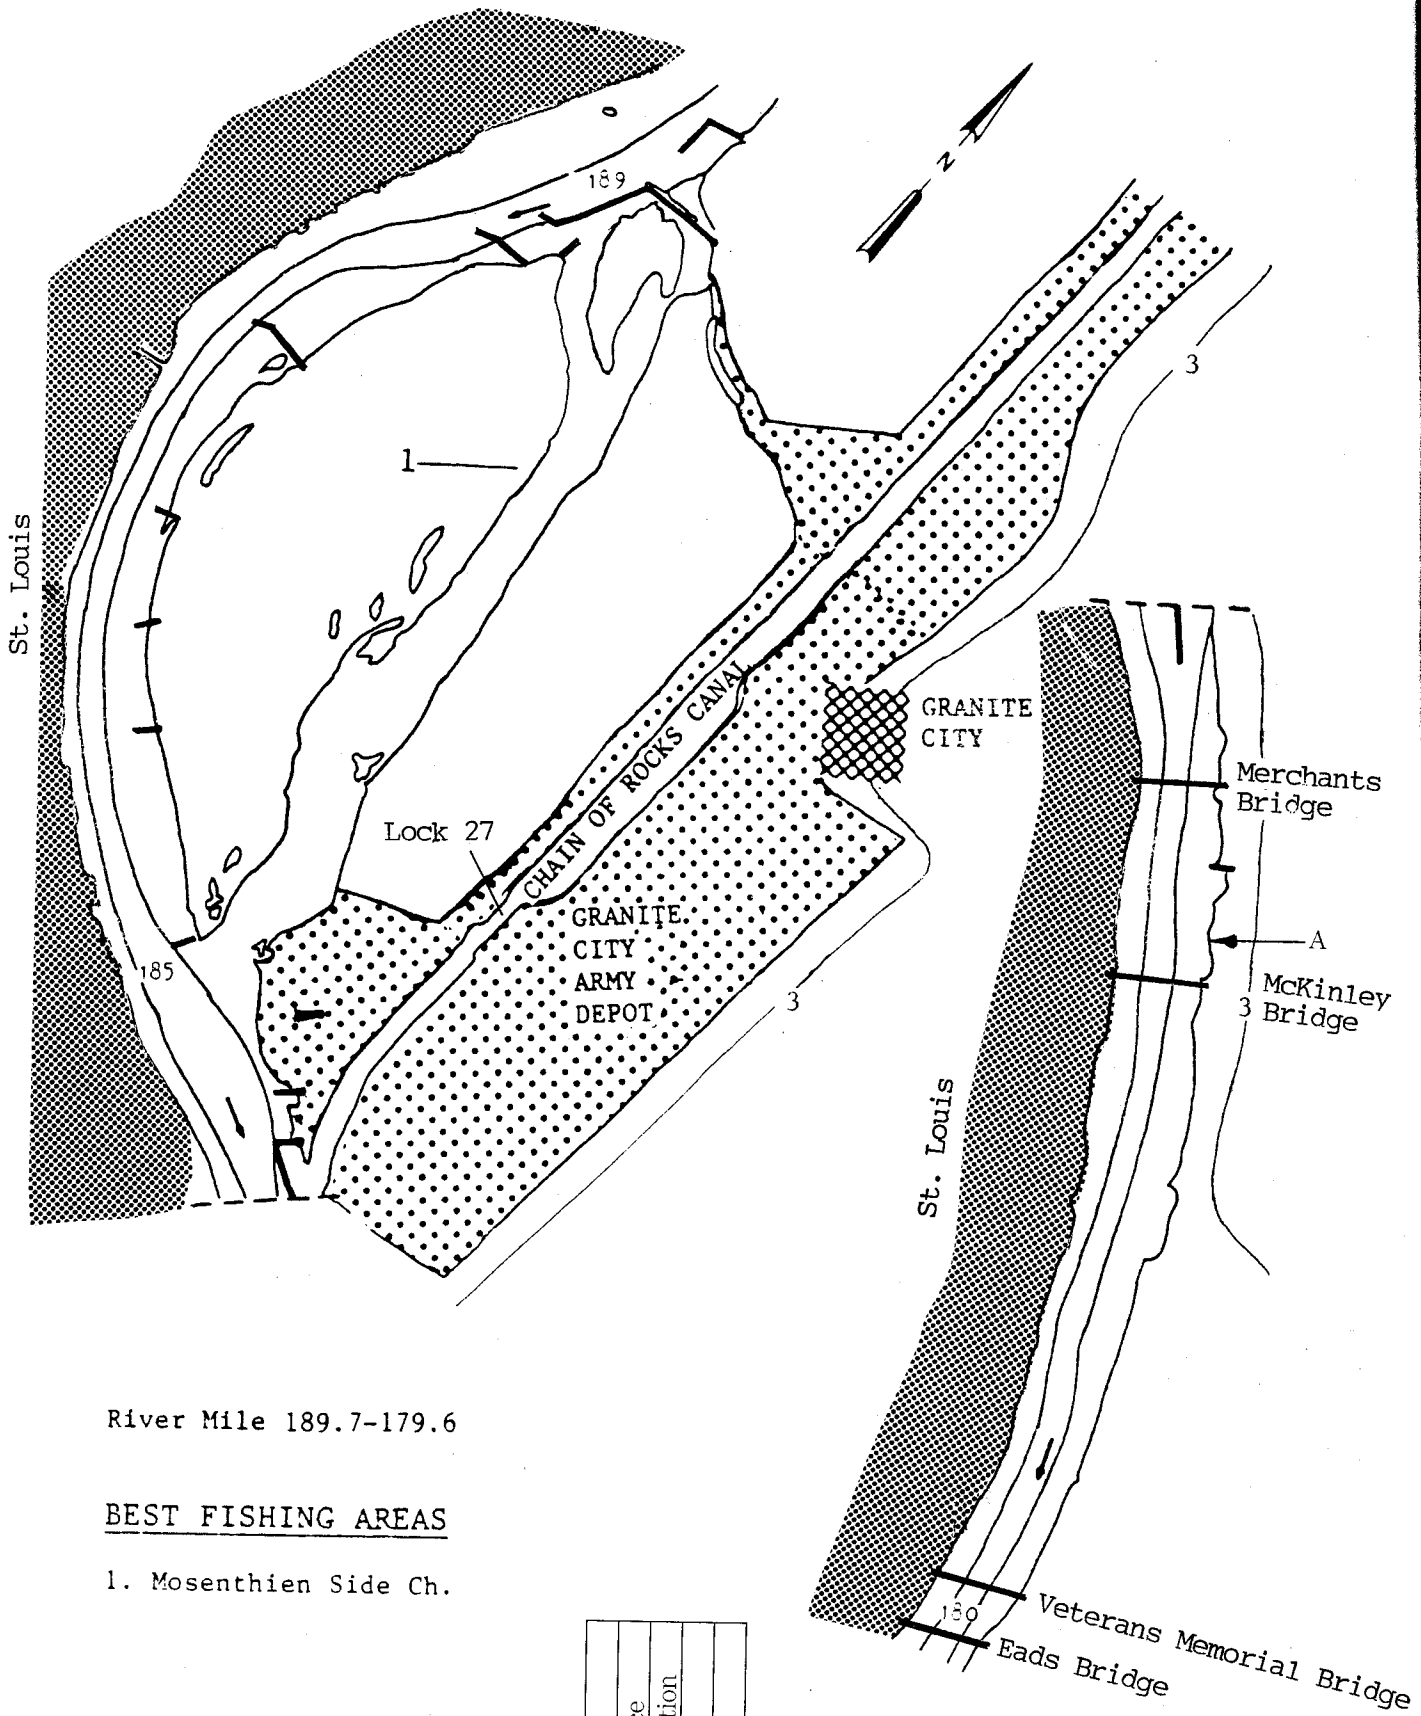 189
N
3
1
St. Louis
GRANITE
CITY
CHAIN OF ROCKS CANAL
Merchants
Bridge
Lock 27
GRANITE
CITY
ARMY
DEPOT
A
185
McKinley
Bridge
3
3
St. Louis
River Mile 189.7-179.6
BEST FISHING AREAS
1. Mosenthien Side Ch.
180
Veterans Memorial Bridge
Eads Bridge